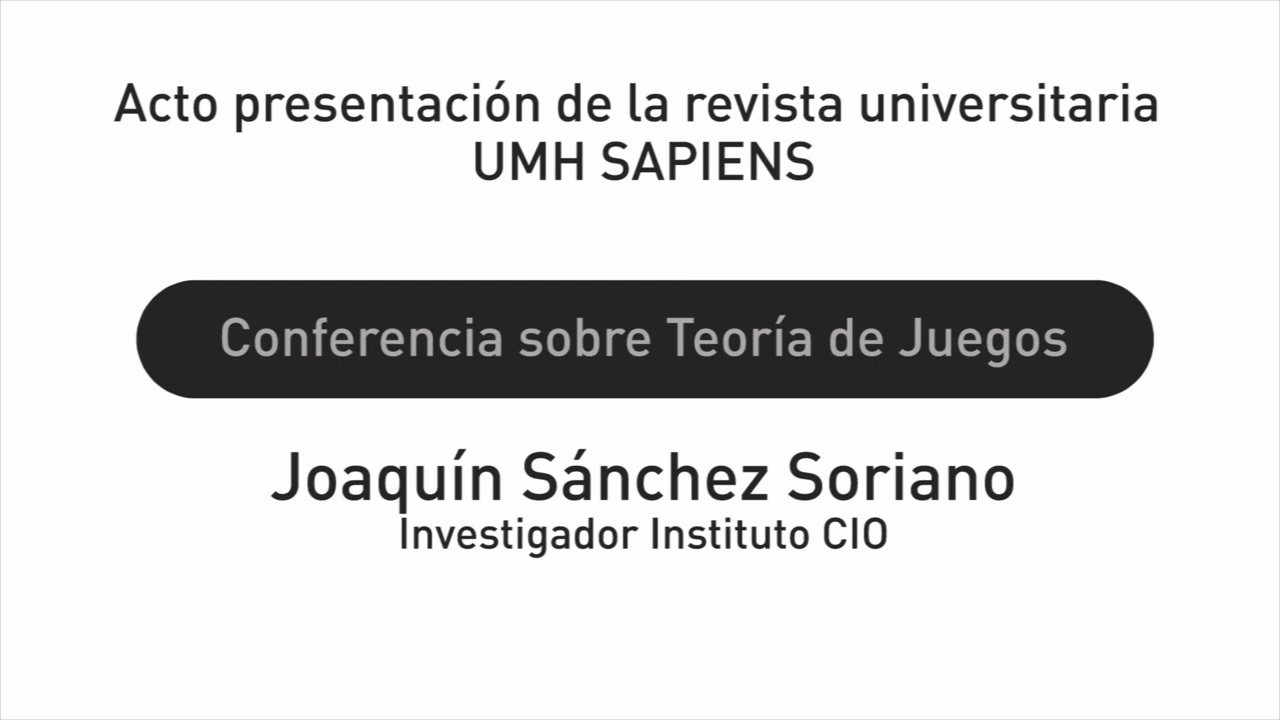 Acto presentación de la revista universitaria
UMH SAPIENS
Conferencia sobre Teoría de Juegos
Joaquín Sánchez Soriano
Investigador Instituto CIO